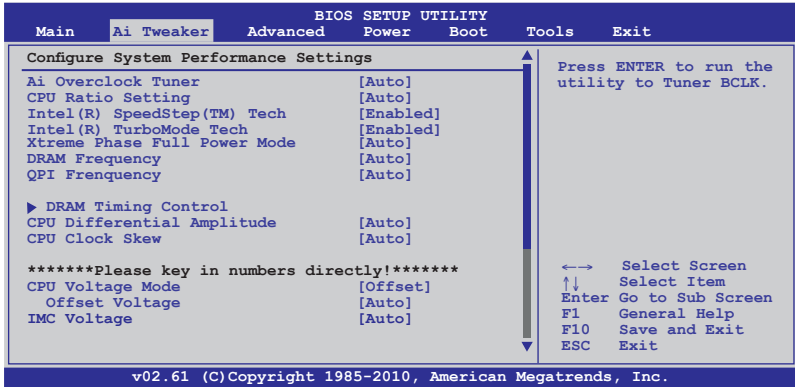 BIOS SETUP UTILITY
Main Ai Tweaker Advanced Power Boot Tools Exit
Configure System Performance Settings
Ai Overclock Tuner [Auto]
CPU Ratio Setting [Auto]
Intel(R) SpeedStep(TM) Tech [Enabled]
Intel(R) TurboMode Tech [Enabled]
Xtreme Phase Full Power Mode [Auto]
DRAM Frequency [Auto]
QPI Frenquency [Auto]
DRAM Timing Control
CPU Differential Amplitude [Auto]
CPU Clock Skew [Auto]
*******Please key in numbers directly!*******
CPU Voltage Mode [Offset]
Offset Voltage [Auto]
IMC Voltage [Auto]
Press ENTER to run the
utility to Tuner BCLK.
←→ Select Screen
↑↓ Select Item
Enter Go to Sub Screen
F1 General Help
F10 Save and Exit
ESC Exit
v02.61 (C)Copyright 1985-2010, American Megatrends, Inc.